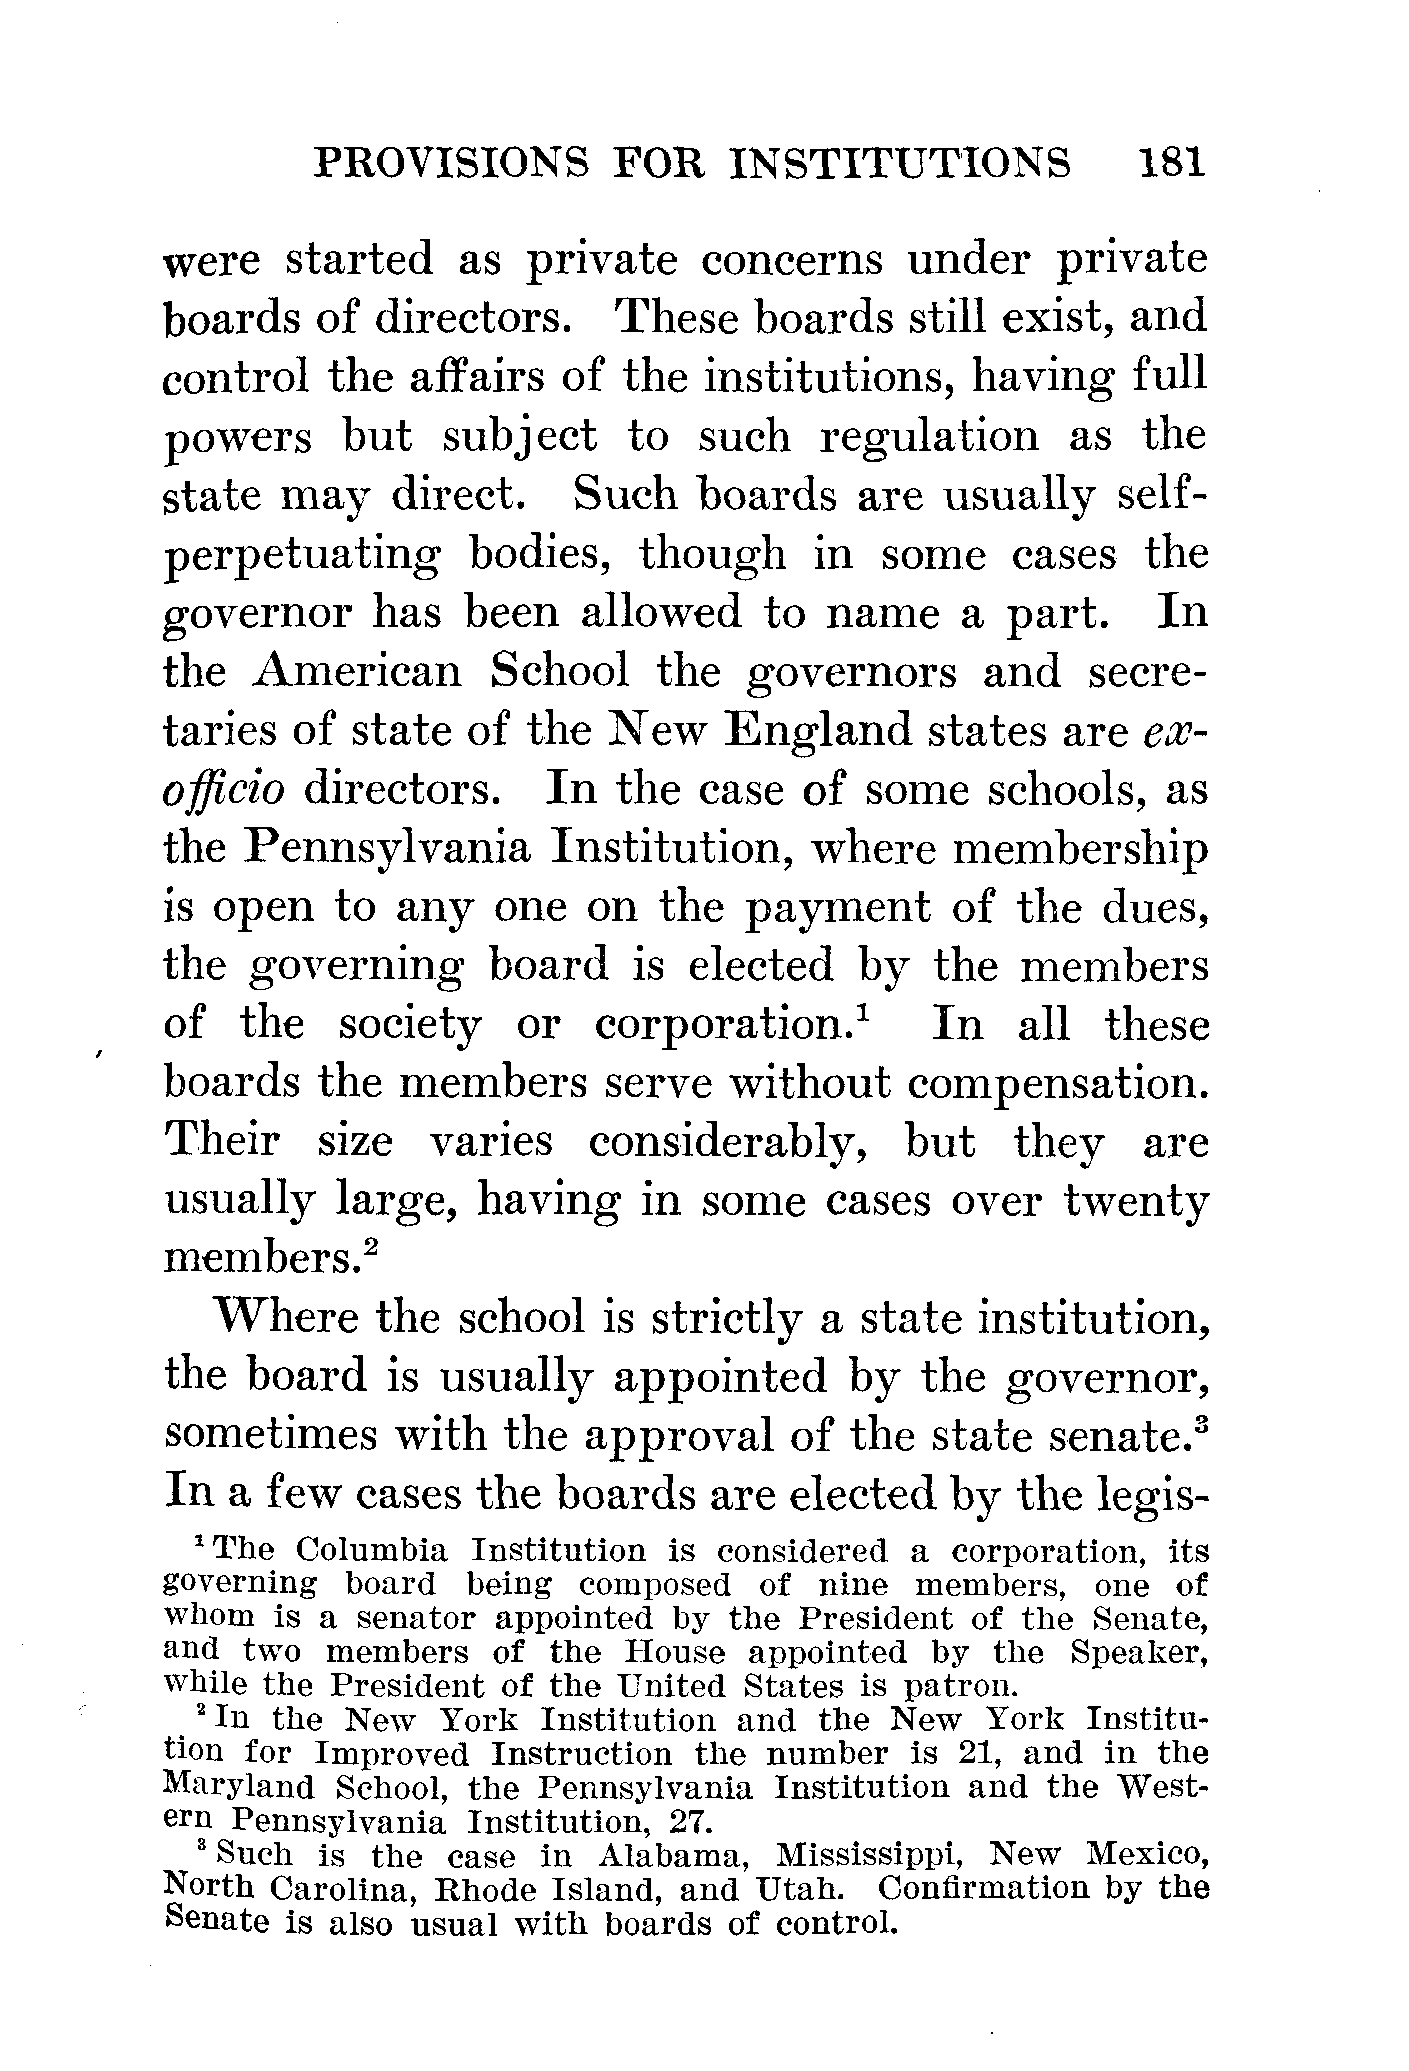 PROVISIONS FOR INSTITUTIONS 181
were started as private concerns under private
boards of directors. These boards still exist, and
control the affairs of the institutions, having full
powers but subject to such regulation as the
state may direct. Such boards are usually self-
perpetuating bodies, though in some cases the
governor has been allowed to name a part. In
the American School the governors and secre-
taries of state of the New England states are ex-
officio directors. In the case of some schools, as
the Pennsylvania Institution, where membership
is open to any one on the payment of the dues,
the governing board is elected by the members
of the society or corporation.¹ In all these
boards the members serve without compensation.
Their size varies considerably, but they are
usually large, having in some cases over twenty
members.²
Where the school is strictly a state institution,
the board is usually appointed by the governor,
sometimes with the approval of the state senate.³
In a few cases the boards are elected by the legis-
¹ The Columbia Institution is considered a corporation, its
governing board being composed of nine members, one of
whom is a senator appointed by the President of the Senate,
and two members of the House appointed by the Speaker,
while the President of the United States is patron.
² In the New York Institution and the New York Institu-
tion for Improved Instruction the number is 21, and in the
Maryland School, the Pennsylvania Institution and the West-
ern Pennsylvania Institution, 27.
³ Such is the case in Alabama, Mississippi, New Mexico,
North Carolina, Rhode Island, and Utah. Confirmation by the
Senate is also usual with boards of control.